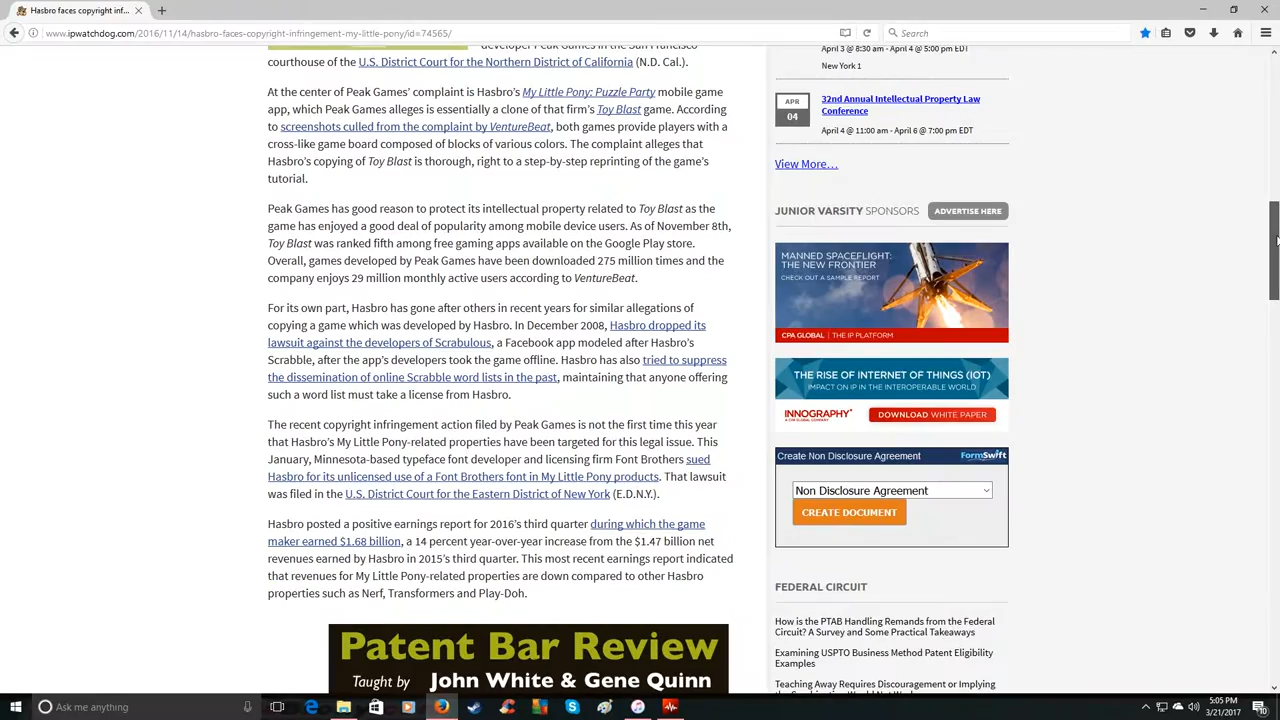 Hasbro faces copyright inf...
www.ipwatchdog.com/2016/11/14/hasbro-faces-copyright-infringement-my-little-pony/id=74565/
Search
developer Peak Games in the San Francisco
courthouse of the U.S. District Court for the Northern District of California (N.D. Cal.).
At the center of Peak Games’ complaint is Hasbro’s My Little Pony: Puzzle Party mobile game
app, which Peak Games alleges is essentially a clone of that firm’s Toy Blast game. According
to screenshots culled from the complaint by VentureBeat, both games provide players with a
cross-like game board composed of blocks of various colors. The complaint alleges that
Hasbro’s copying of Toy Blast is thorough, right to a step-by-step reprinting of the game’s
tutorial.
Peak Games has good reason to protect its intellectual property related to Toy Blast as the
game has enjoyed a good deal of popularity among mobile device users. As of November 8th,
Toy Blast was ranked fifth among free gaming apps available on the Google Play store.
Overall, games developed by Peak Games have been downloaded 275 million times and the
company enjoys 29 million monthly active users according to VentureBeat.
For its own part, Hasbro has gone after others in recent years for similar allegations of
copying a game which was developed by Hasbro. In December 2008, Hasbro dropped its
lawsuit against the developers of Scrabulous, a Facebook app modeled after Hasbro’s
Scrabble, after the app’s developers took the game offline. Hasbro has also tried to suppress
the dissemination of online Scrabble word lists in the past, maintaining that anyone offering
such a word list must take a license from Hasbro.
The recent copyright infringement action filed by Peak Games is not the first time this year
that Hasbro’s My Little Pony-related properties have been targeted for this legal issue. This
January, Minnesota-based typeface font developer and licensing firm Font Brothers sued
Hasbro for its unlicensed use of a Font Brothers font in My Little Pony products. That lawsuit
was filed in the U.S. District Court for the Eastern District of New York (E.D.N.Y.).
Hasbro posted a positive earnings report for 2016’s third quarter during which the game
maker earned $1.68 billion, a 14 percent year-over-year increase from the $1.47 billion net
revenues earned by Hasbro in 2015’s third quarter. This most recent earnings report indicated
that revenues for My Little Pony-related properties are down compared to other Hasbro
properties such as Nerf, Transformers and Play-Doh.
Patent Bar Review
Taught by John White & Gene Quinn
April 3 @ 8:30 am - April 4 @ 5:00 pm EDT
New York 1
APR
04
32nd Annual Intellectual Property Law
Conference
April 4 @ 11:00 am - April 6 @ 7:00 pm EDT
View More…
JUNIOR VARSITY SPONSORS
ADVERTISE HERE
MANNED SPACEFLIGHT:
THE NEW FRONTIER
CHECK OUT A SAMPLE REPORT
CPA GLOBAL | THE IP PLATFORM
THE RISE OF INTERNET OF THINGS (IOT)
IMPACT ON IP IN THE INTEROPERABLE WORLD
INNOGRAPHY
DOWNLOAD WHITE PAPER
Create Non Disclosure Agreement
FormSwift
Non Disclosure Agreement
CREATE DOCUMENT
FEDERAL CIRCUIT
How is the PTAB Handling Remands from the Federal
Circuit? A Survey and Some Practical Takeaways
Examining USPTO Business Method Patent Eligibility
Examples
Teaching Away Requires Discouragement or Implying
Ask me anything
5:05 PM
3/21/2017